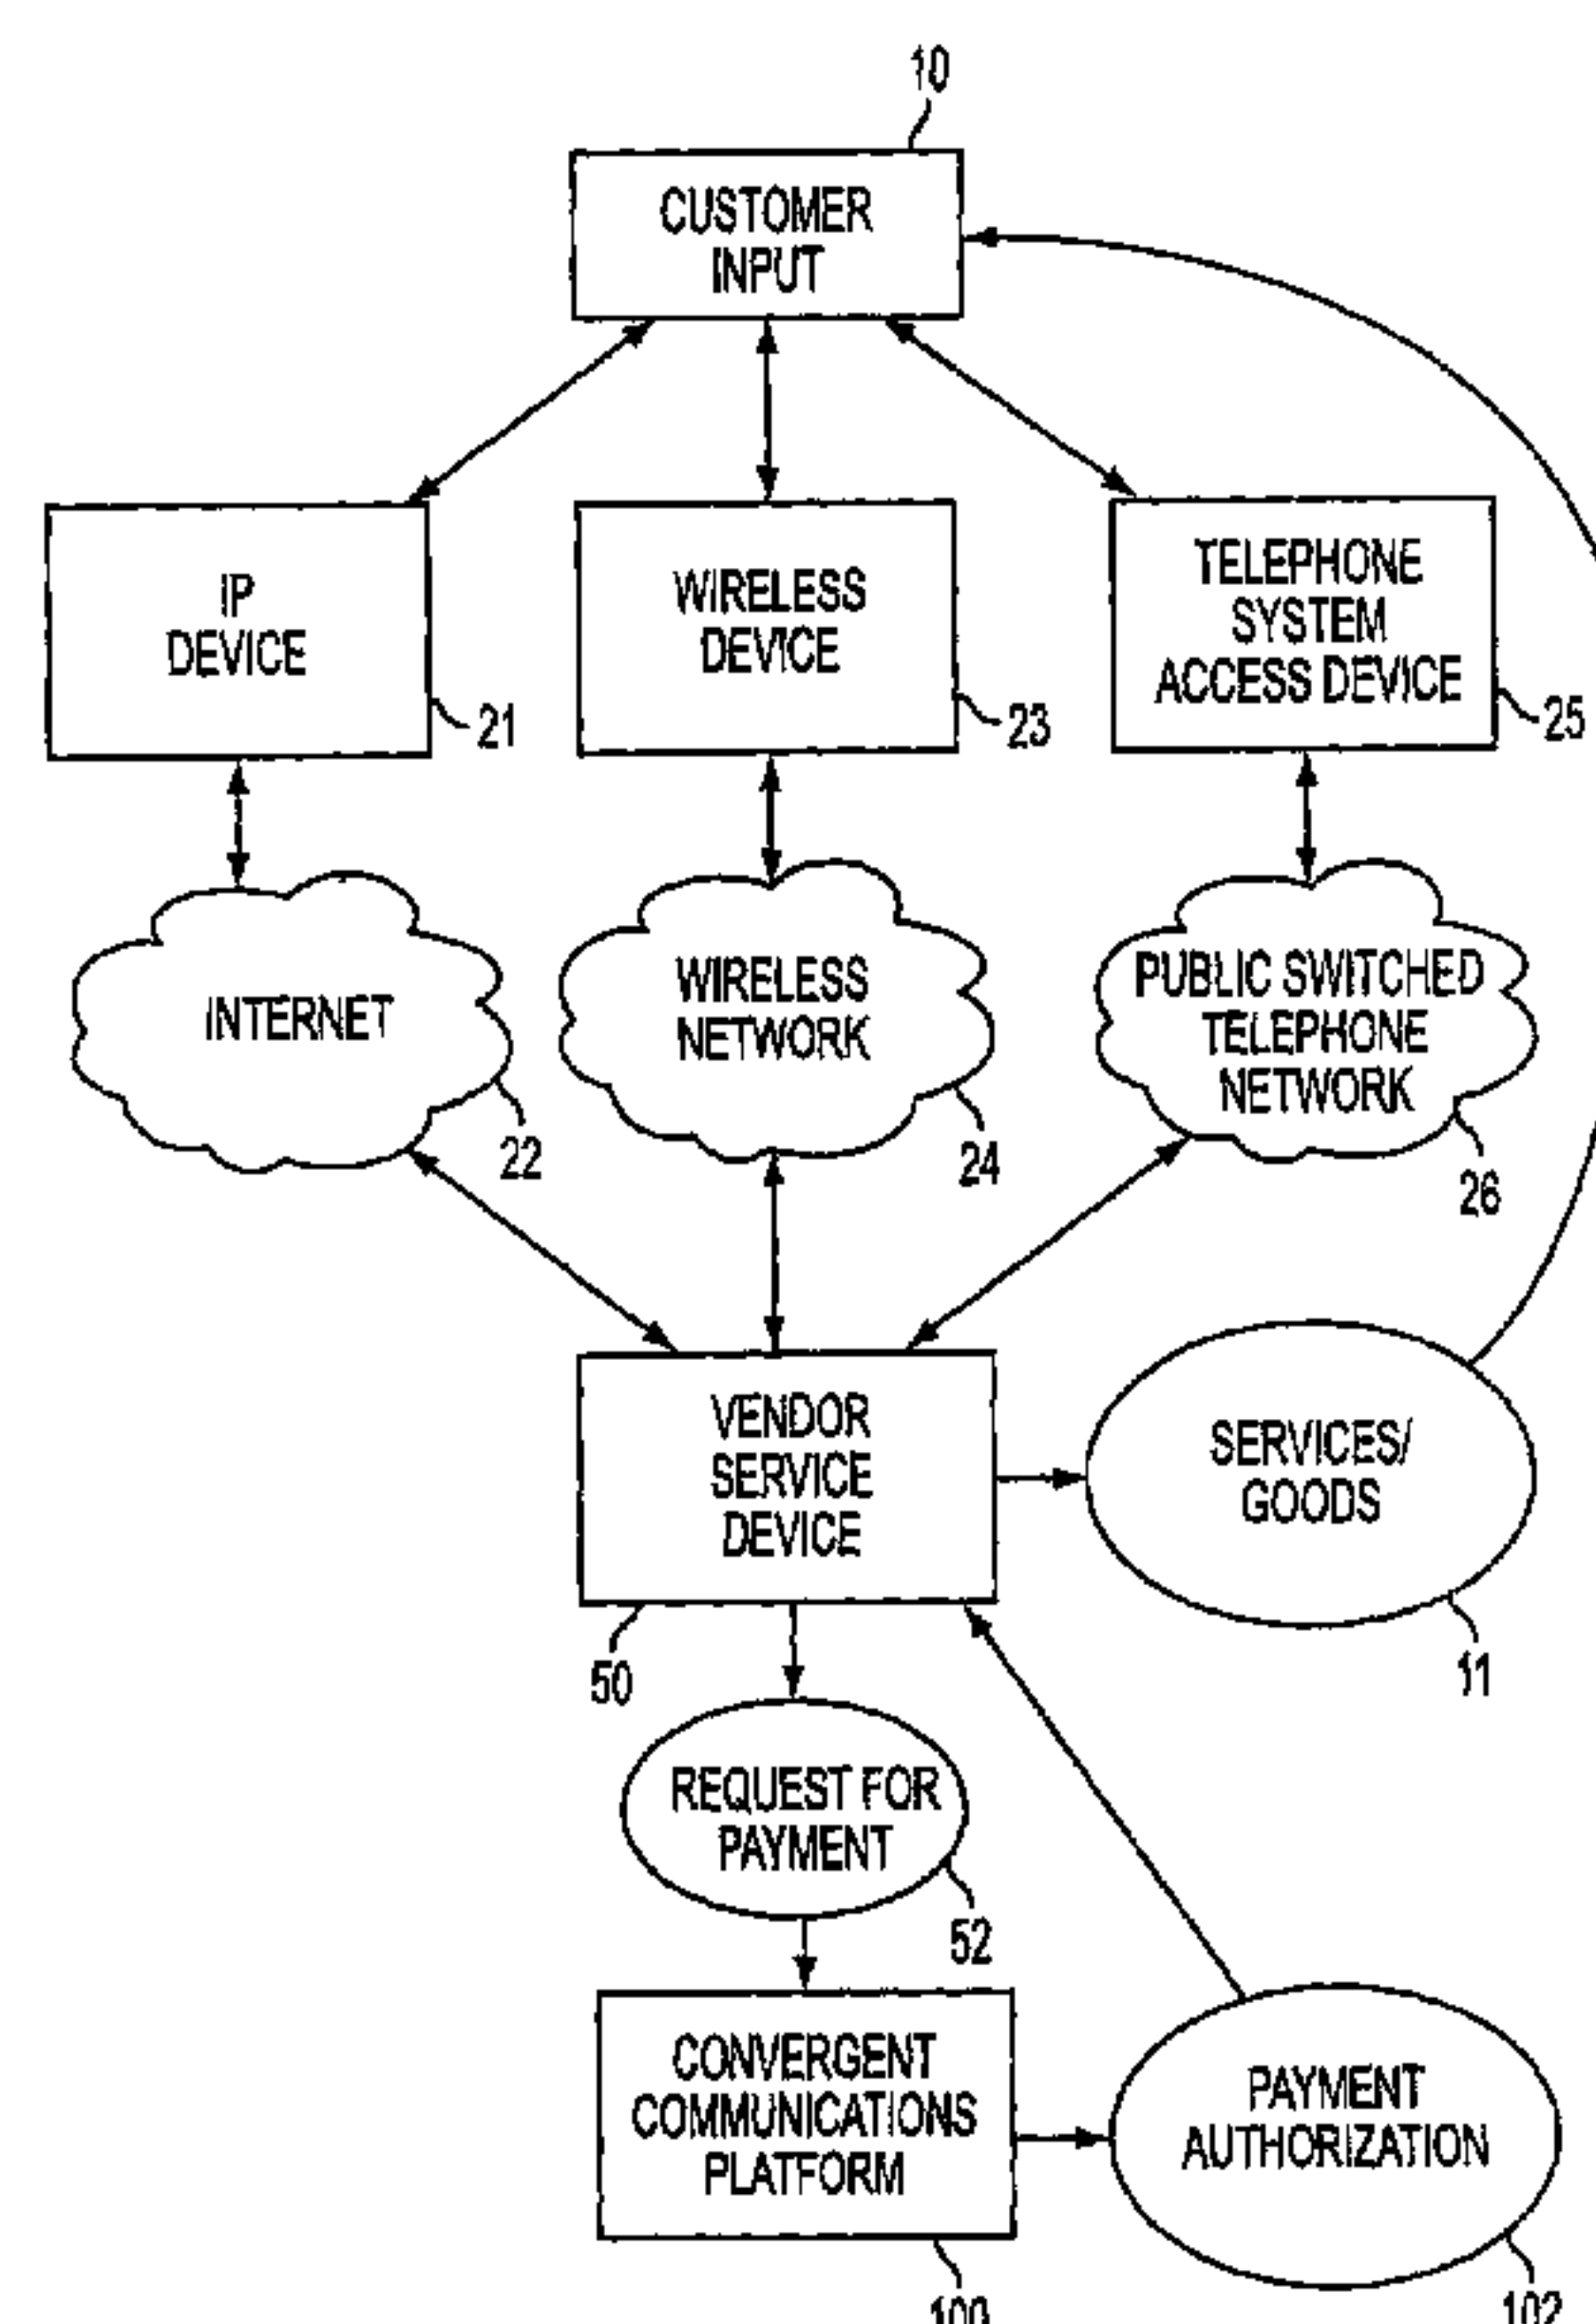 10
CUSTOMER
INPUT
IP
DEVICE
21
WIRELESS
DEVICE
23
TELEPHONE
SYSTEM
ACCESS DEVICE
25
INTERNET
22
WIRELESS
NETWORK
24
PUBLIC SWITCHED
TELEPHONE
NETWORK
26
VENDOR
SERVICE
DEVICE
50
SERVICES/
GOODS
11
REQUEST FOR
PAYMENT
52
CONVERGENT
COMMUNICATIONS
PLATFORM
100
PAYMENT
AUTHORIZATION
102